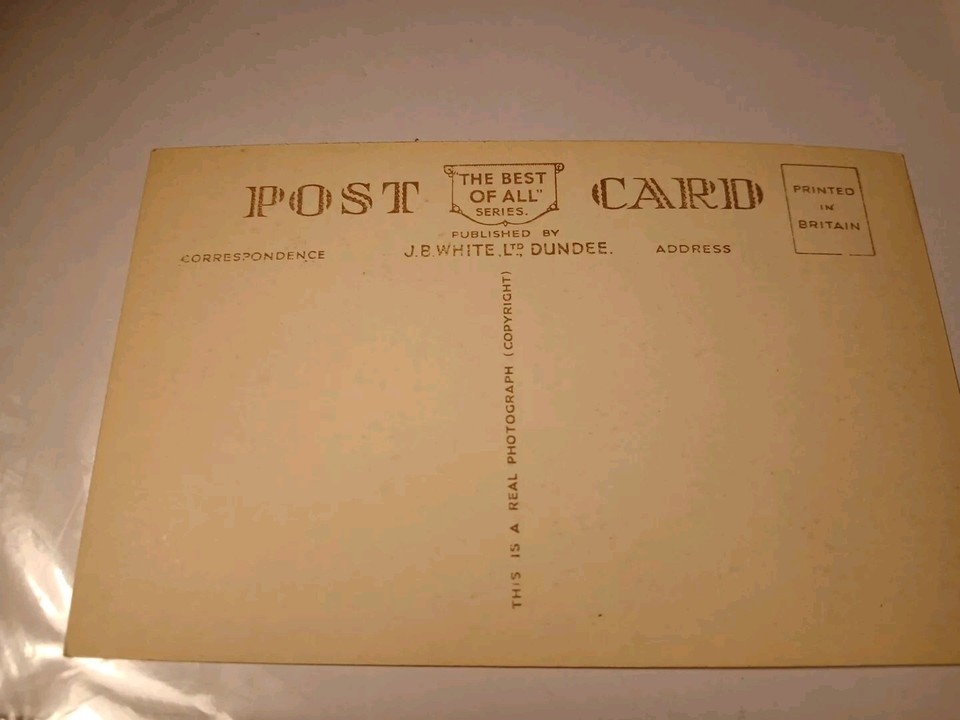 POST CARD
"THE BEST
OF ALL"
SERIES.
PUBLISHED BY
J.B.WHITE, LTD., DUNDEE.
CORRESPONDENCE
ADDRESS
PRINTED
IN
BRITAIN
THIS IS A REAL PHOTOGRAPH (COPYRIGHT)